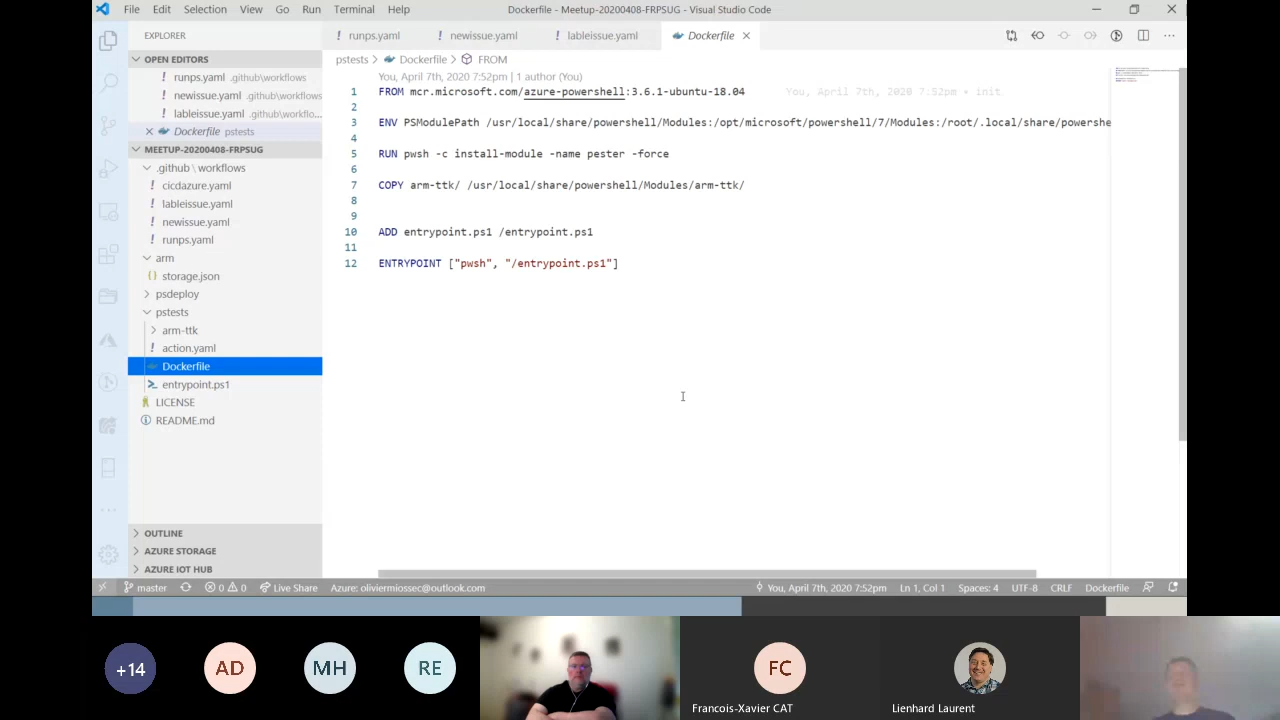 File Edit Selection View Go Run Terminal Help Dockerfile - Meetup-20200408-FRPSUG - Visual Studio Code
EXPLORER
runps.yaml newissue.yaml lableissue.yaml Dockerfile
OPEN EDITORS
runps.yaml .github\workflows
newissue.yaml .github\workflows
lableissue.yaml .github\workflo...
Dockerfile pstests
MEETUP-20200408-FRPSUG
.github \ workflows
cicdazure.yaml
lableissue.yaml
newissue.yaml
runps.yaml
arm
storage.json
psdeploy
pstests
arm-ttk
action.yaml
Dockerfile
entrypoint.ps1
LICENSE
README.md
OUTLINE
AZURE STORAGE
AZURE IOT HUB
pstests > Dockerfile > FROM
You, April 7th, 2020 7:52pm | 1 author (You)
1 FROM mcr.microsoft.com/azure-powershell:3.6.1-ubuntu-18.04 You, April 7th, 2020 7:52pm • init
2
3 ENV PSModulePath /usr/local/share/powershell/Modules:/opt/microsoft/powershell/7/Modules:/root/.local/share/powershe
4
5 RUN pwsh -c install-module -name pester -force
6
7 COPY arm-ttk/ /usr/local/share/powershell/Modules/arm-ttk/
8
9
10 ADD entrypoint.ps1 /entrypoint.ps1
11
12 ENTRYPOINT ["pwsh", "/entrypoint.ps1"]
master 0 0 Live Share Azure: oliviermiossec@outlook.com You, April 7th, 2020 7:52pm Ln 1, Col 1 Spaces: 4 UTF-8 CRLF Dockerfile
+14 AD MH RE FC
Francois-Xavier CAT Lienhard Laurent